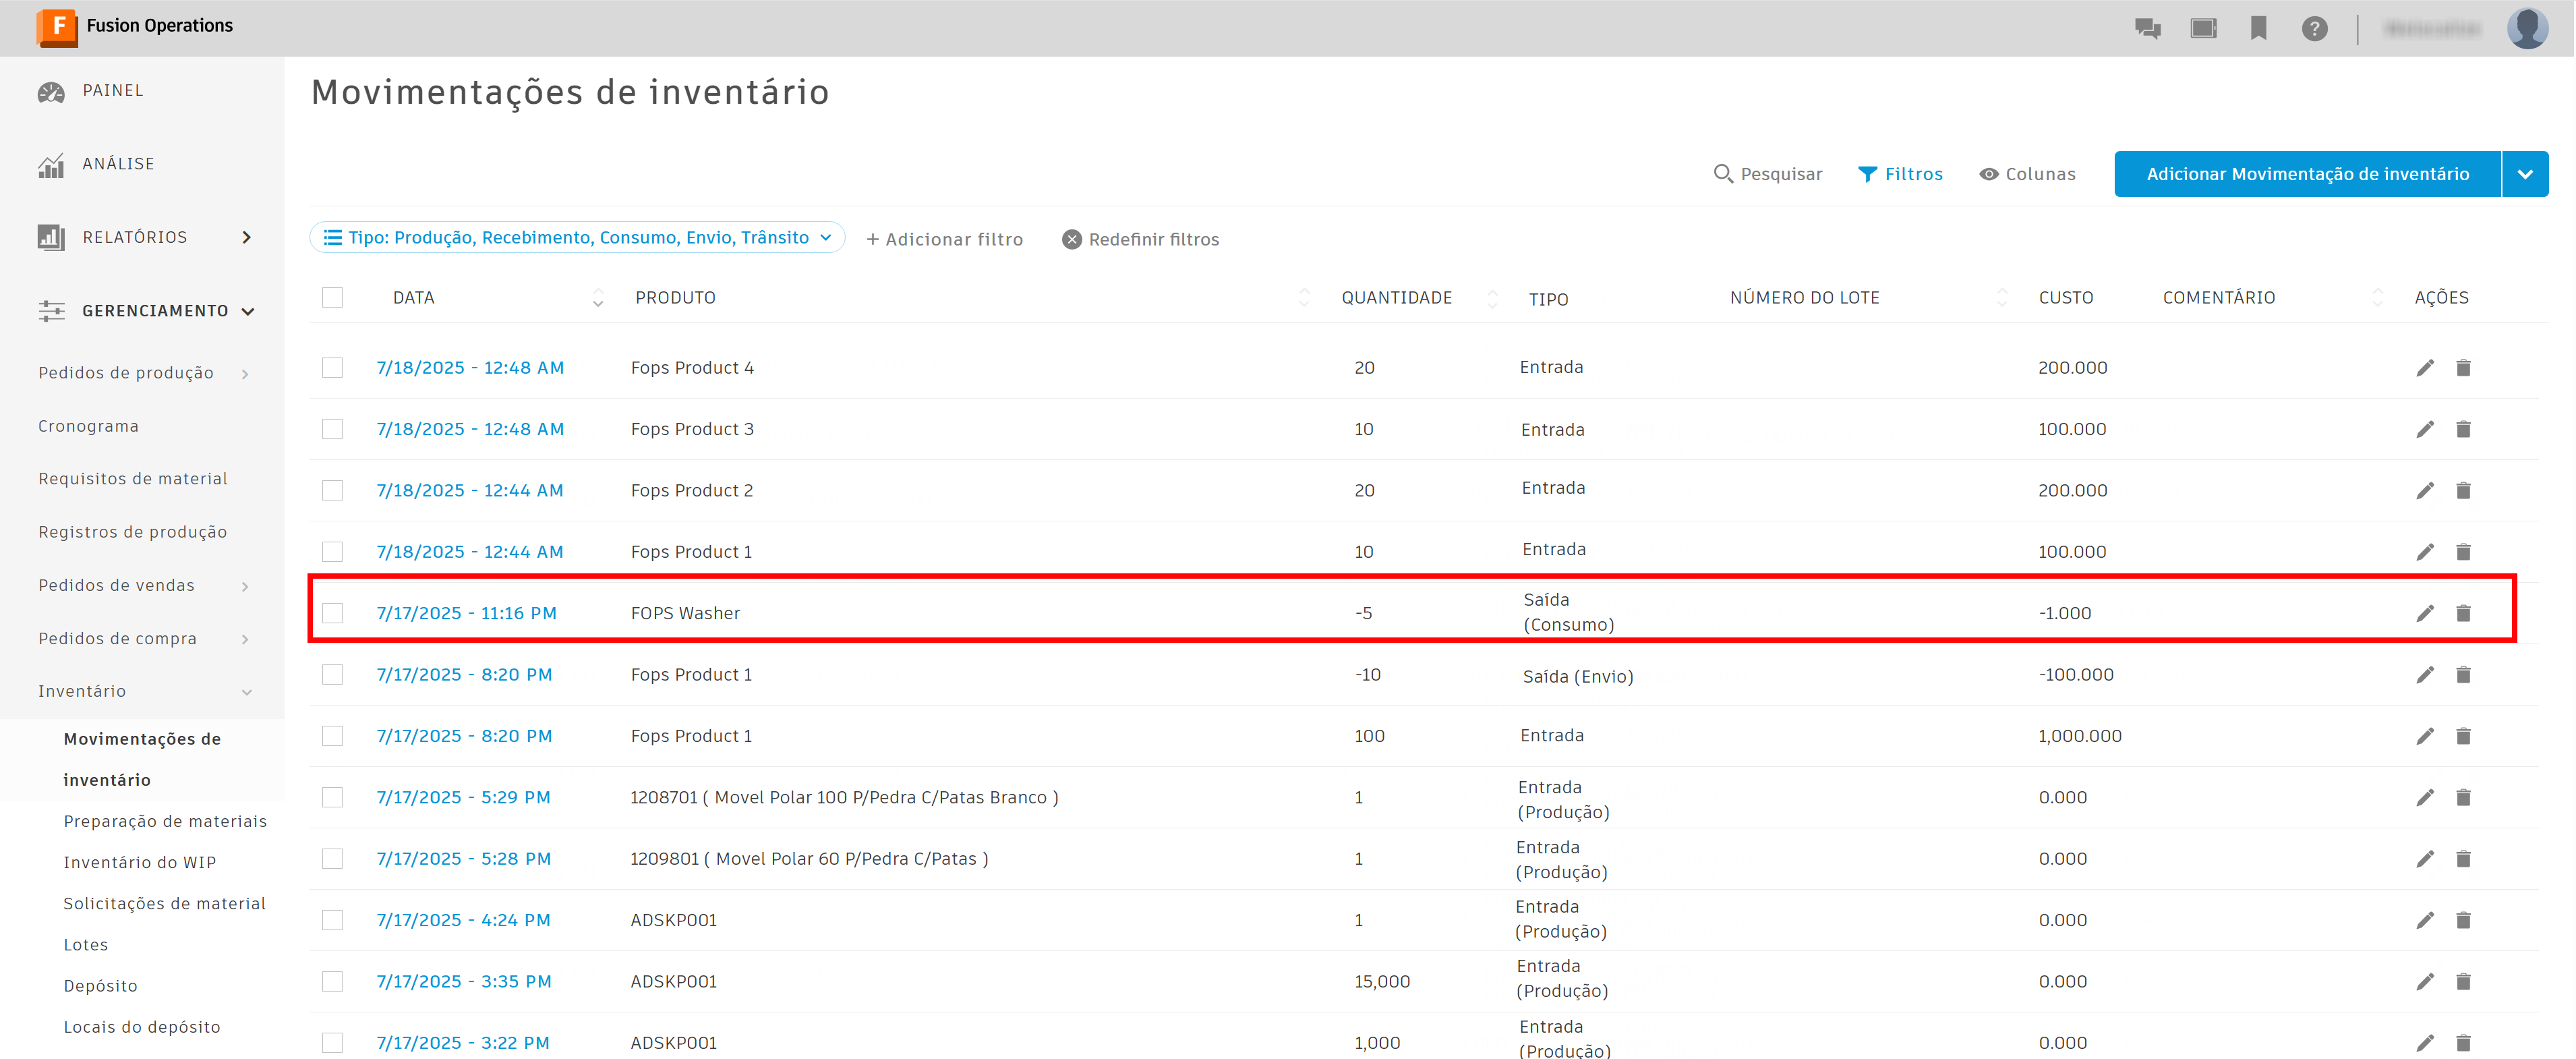 Fusion Operations
PAINEL
ANÁLISE
RELATÓRIOS
GERENCIAMENTO
Pedidos de produção
Cronograma
Requisitos de material
Registros de produção
Pedidos de vendas
Pedidos de compra
Inventário
Movimentações de
inventário
Preparação de materiais
Inventário do WIP
Solicitações de material
Lotes
Depósito
Locais do depósito
Movimentações de inventário
Pesquisar Filtros Colunas Adicionar Movimentação de inventário
Tipo: Produção, Recebimento, Consumo, Envio, Trânsito + Adicionar filtro Redefinir filtros
DATA PRODUTO QUANTIDADE TIPO NÚMERO DO LOTE CUSTO COMENTÁRIO AÇÕES
7/18/2025 - 12:48 AM Fops Product 4 20 Entrada 200.000
7/18/2025 - 12:48 AM Fops Product 3 10 Entrada 100.000
7/18/2025 - 12:44 AM Fops Product 2 20 Entrada 200.000
7/18/2025 - 12:44 AM Fops Product 1 10 Entrada 100.000
7/17/2025 - 11:16 PM FOPS Washer -5 Saída (Consumo) -1.000
7/17/2025 - 8:20 PM Fops Product 1 -10 Saída (Envio) -100.000
7/17/2025 - 8:20 PM Fops Product 1 100 Entrada 1,000.000
7/17/2025 - 5:29 PM 1208701 ( Movel Polar 100 P/Pedra C/Patas Branco ) 1 Entrada (Produção) 0.000
7/17/2025 - 5:28 PM 1209801 ( Movel Polar 60 P/Pedra C/Patas ) 1 Entrada (Produção) 0.000
7/17/2025 - 4:24 PM ADSKP001 1 Entrada (Produção) 0.000
7/17/2025 - 3:35 PM ADSKP001 15,000 Entrada (Produção) 0.000
7/17/2025 - 3:22 PM ADSKP001 1,000 Entrada (Produção) 0.000